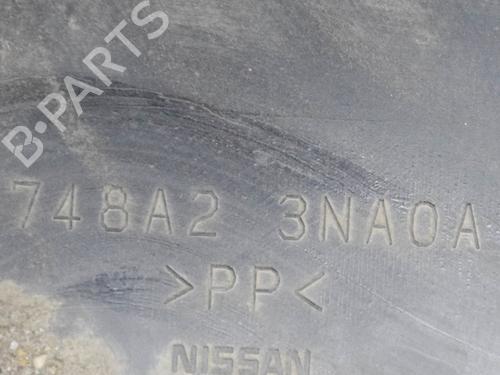 B-PARTS
748A2 3NA0A
>PP<
NISSAN